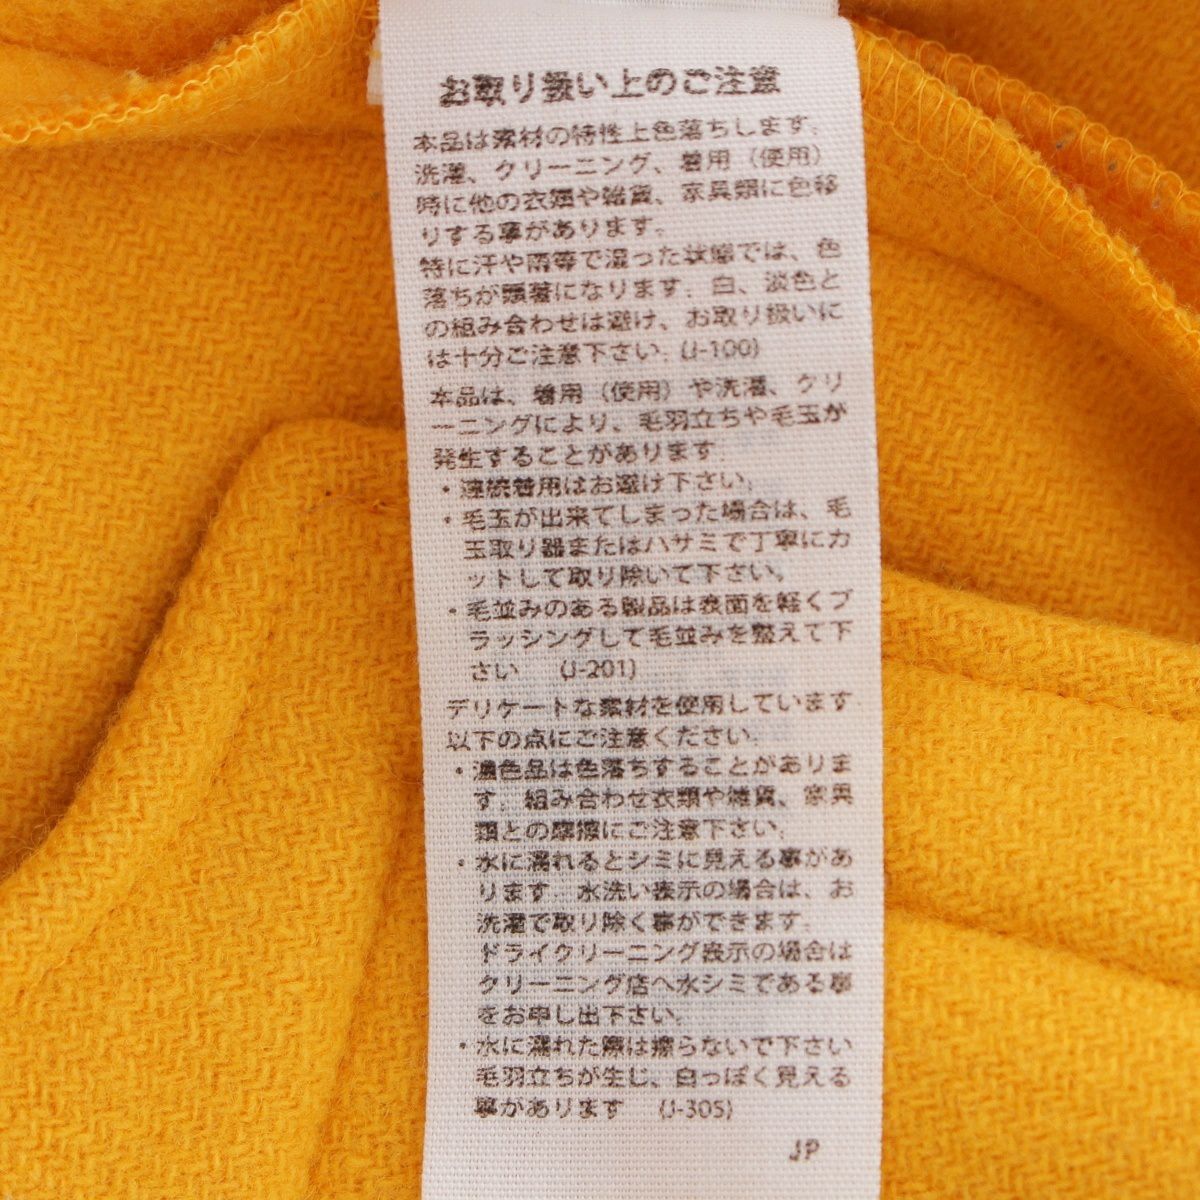 お取り扱い上のご注意
本品は素材の特性上色落ちします。
洗濯、クリーニング、着用（使用）
時に他の衣類や雑貨、家具類に色移
りする事があります。
特に汗や雨等で湿った状態では、色
落ちが顕著になります。白、淡色と
の組み合わせは避け、お取り扱いに
は十分ご注意下さい。(J-100)
本品は、着用（使用）や洗濯、クリ
ーニングにより、毛羽立ちや毛玉が
発生することがあります。
・連続着用はお避け下さい。
・毛玉が出来てしまった場合は、毛
玉取り器またはハサミで丁寧にカ
ットして取り除いて下さい。
・毛並みのある製品は表面を軽くブ
ラッシングして毛並みを整えて下
さい (J-201)
デリケートな素材を使用しています
以下の点にご注意ください。
・濃色品は色落ちすることがありま
す。組み合わせ衣類や雑貨、家具
類との摩擦にご注意下さい。
・水に濡れるとシミに見える事があ
ります。水洗い表示の場合は、お
洗濯で取り除く事ができます。
ドライクリーニング表示の場合は
クリーニング店へ水シミである事
をお申し出下さい。
・水に濡れた際は擦らないで下さい
毛羽立ちが生じ、白っぽく見える
事があります (J-305)
JP